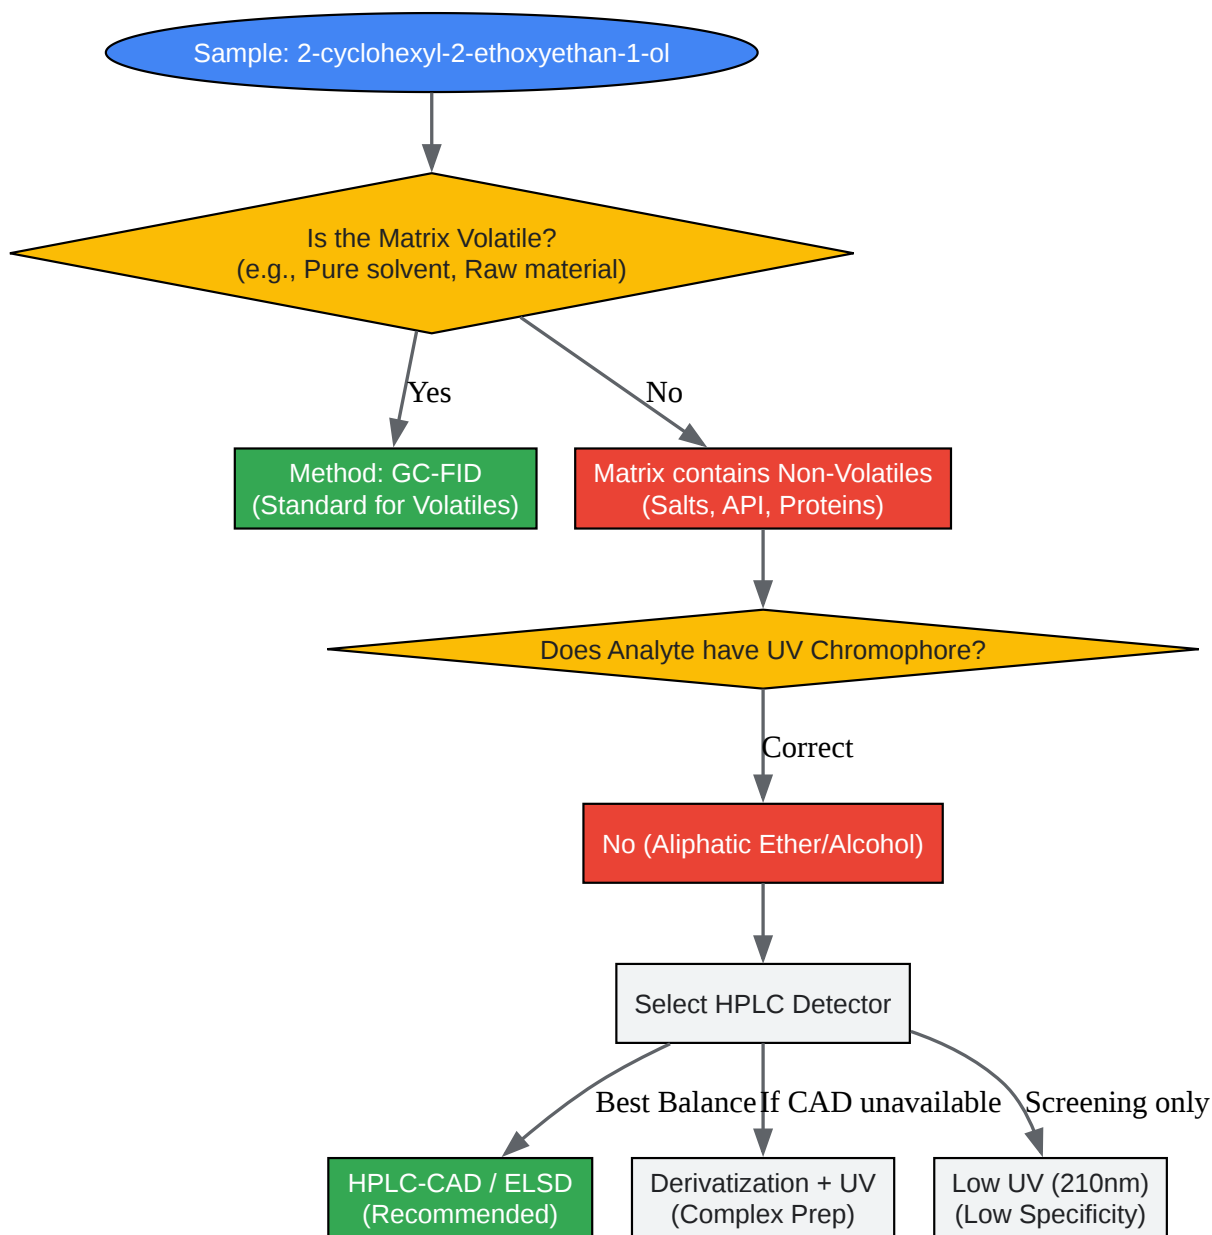 Sample: 2-cyclohexyl-2-ethoxyethan-1-ol
Is the Matrix Volatile?
(e.g., Pure solvent, Raw material)
Yes
No
Method: GC-FID
(Standard for Volatiles)
Matrix contains Non-Volatiles
(Salts, API, Proteins)
Does Analyte have UV Chromophore?
Correct
No (Aliphatic Ether/Alcohol)
Select HPLC Detector
Best Balance
If CAD unavailable
Screening only
HPLC-CAD / ELSD
(Recommended)
Derivatization + UV
(Complex Prep)
Low UV (210nm)
(Low Specificity)